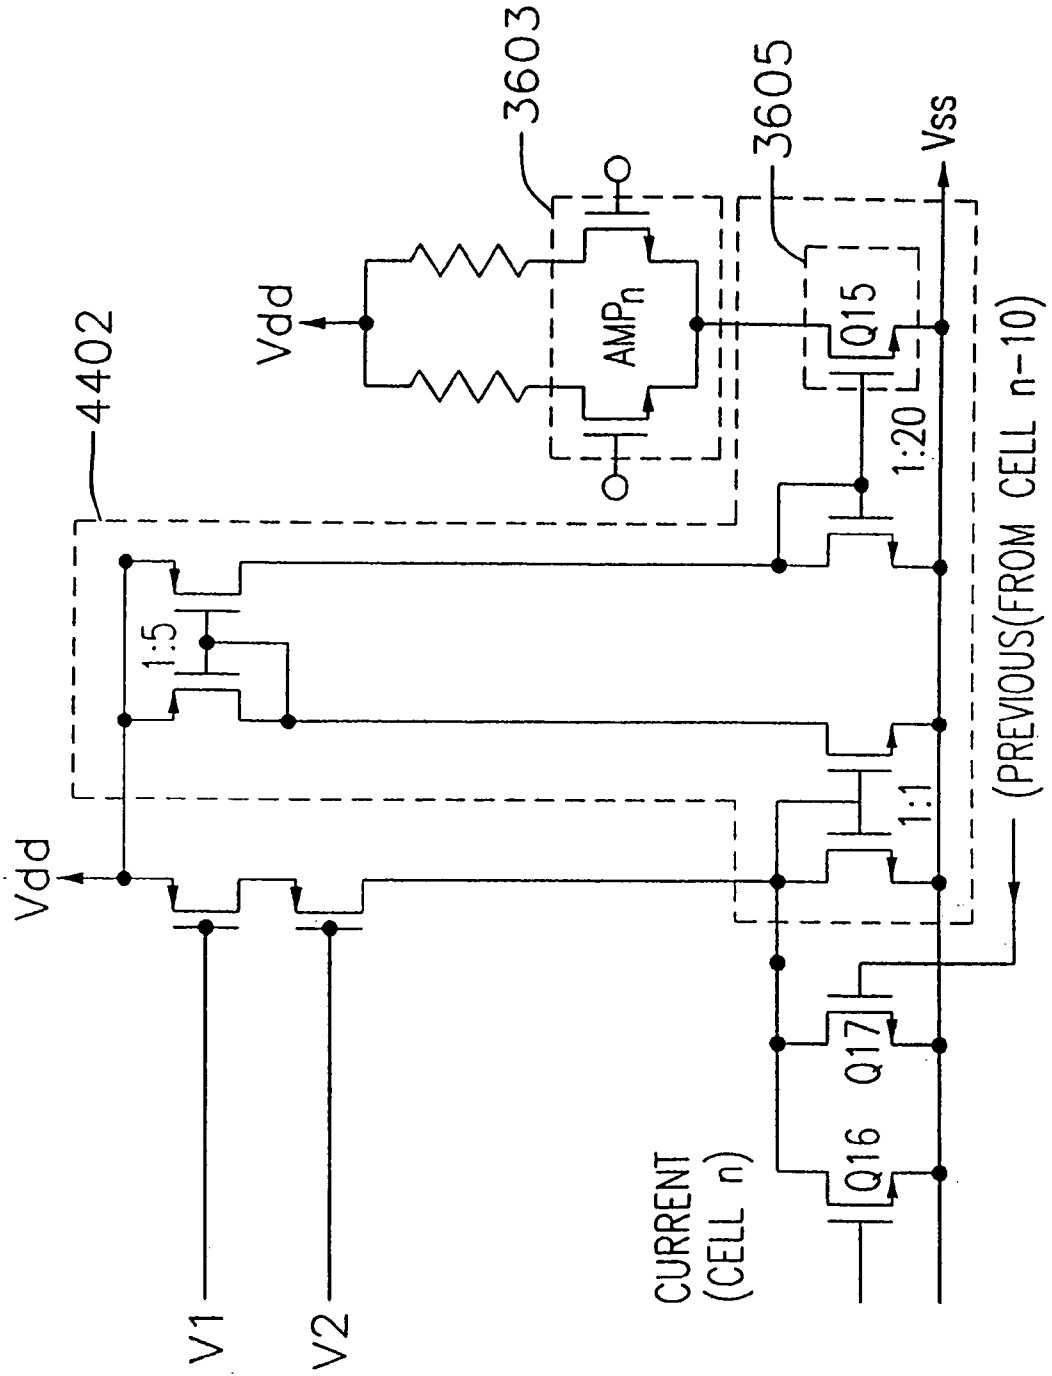 4402
3603
3605
Vdd
Vdd
1:5
AMPn
Q15
1:20
1:1
Vss
V1
V2
CURRENT
(CELL n)
Q16
Q17
(PREVIOUS(FROM CELL n-10)